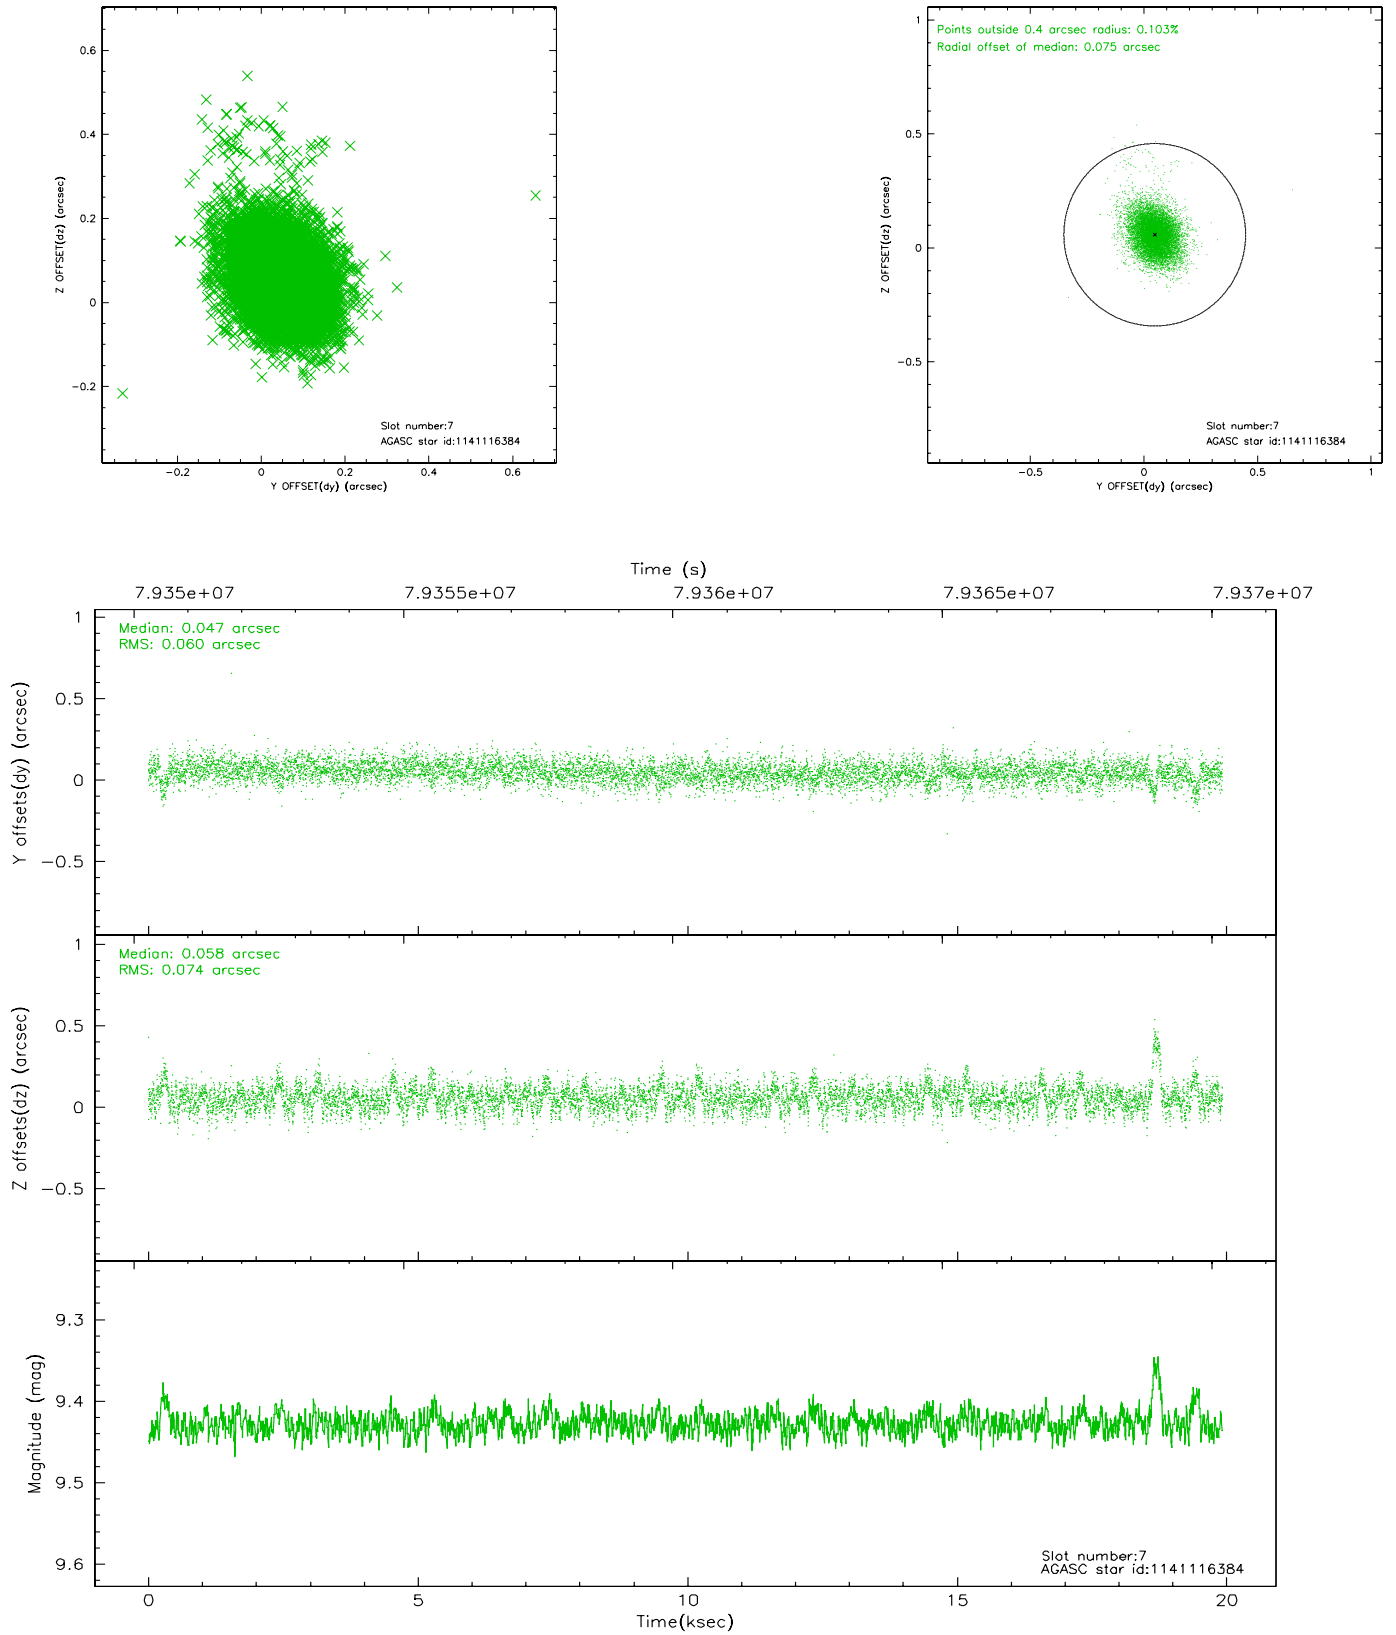 0.6
0.4
0.2
0
−0.2
Z OFFSET(dz) (arcsec)
−0.2 0 0.2 0.4 0.6
Y OFFSET(dy) (arcsec)
Slot number:7
AGASC star id:1141116384
Points outside 0.4 arcsec radius: 0.103%
Radial offset of median: 0.075 arcsec
1
0.5
0
−0.5
Z OFFSET(dz) (arcsec)
−0.5 0 0.5 1
Y OFFSET(dy) (arcsec)
Slot number:7
AGASC star id:1141116384
Time (s)
7.935e+07 7.9355e+07 7.936e+07 7.9365e+07 7.937e+07
Median: 0.047 arcsec
RMS: 0.060 arcsec
1
0.5
0
−0.5
Y offsets(dy) (arcsec)
Median: 0.058 arcsec
RMS: 0.074 arcsec
1
0.5
0
−0.5
Z offsets(dz) (arcsec)
9.3
9.4
9.5
9.6
Magnitude (mag)
Slot number:7
AGASC star id:1141116384
0 5 10 15 20
Time(ksec)